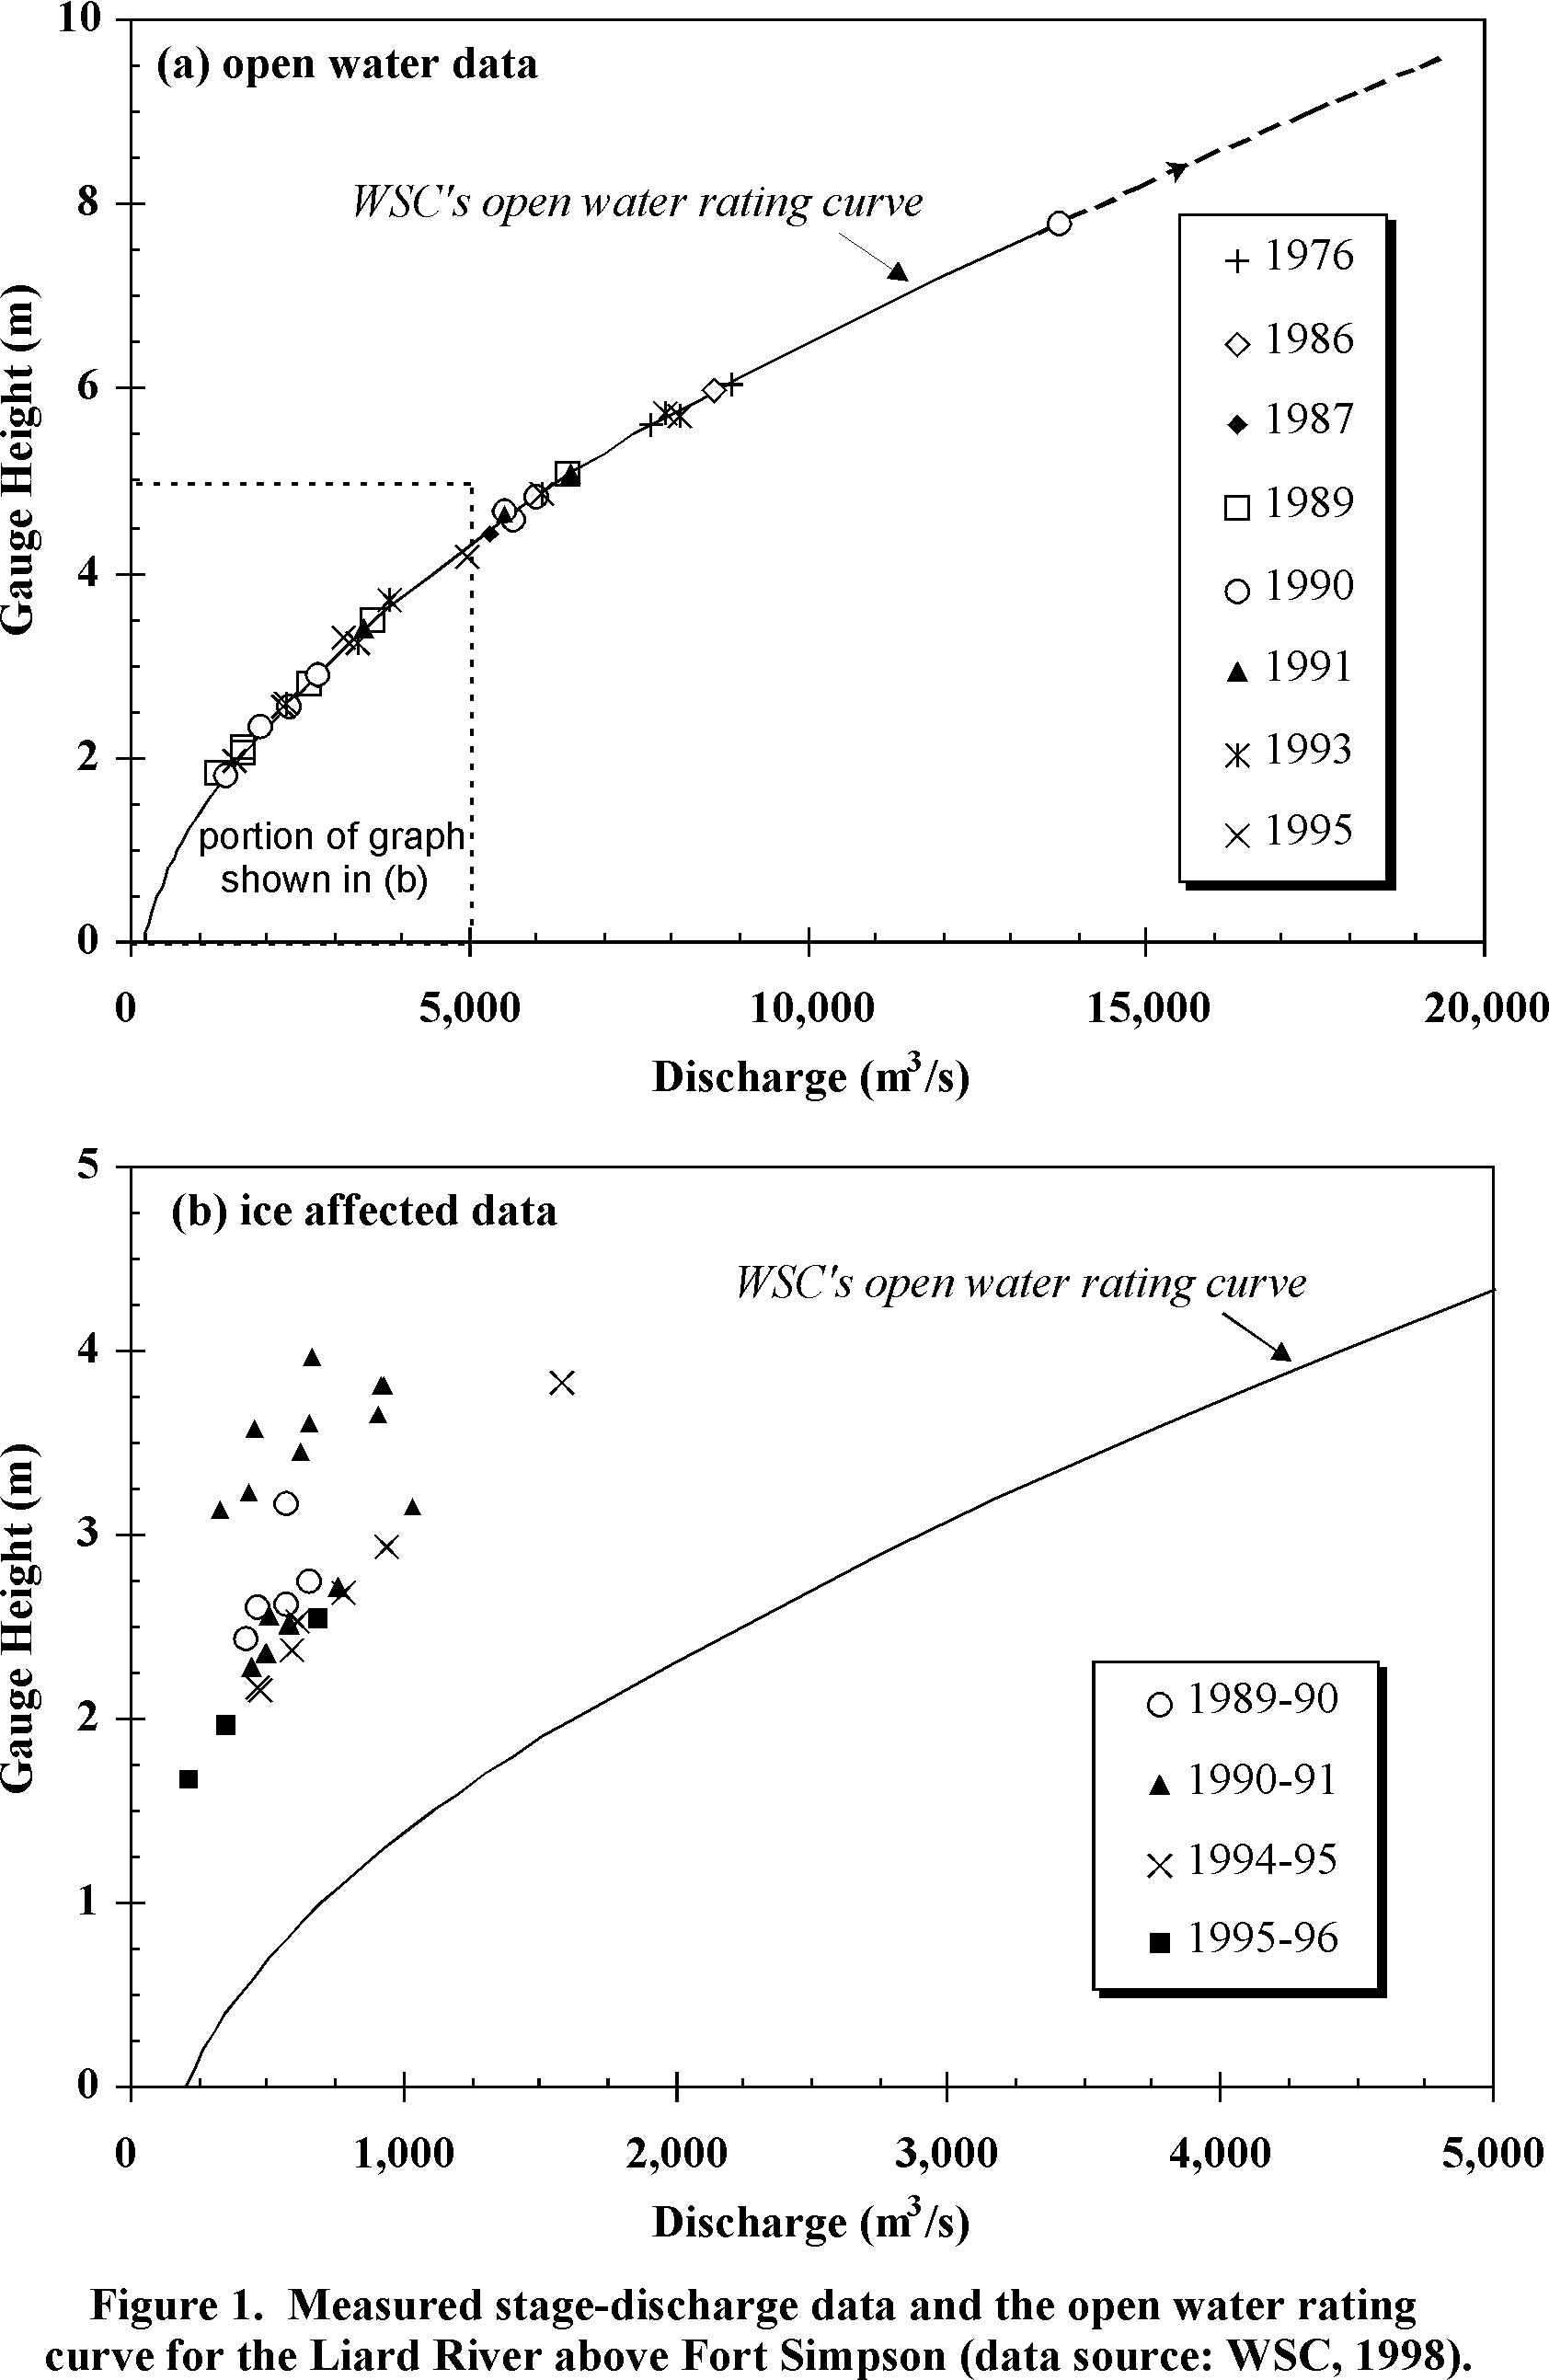 10
(a) open water data
WSC's open water rating curve
8
6
4
2
0
Gauge Height (m)
1976
1986
1987
1989
1990
1991
1993
1995
portion of graph
shown in (b)
0
5,000
10,000
15,000
20,000
Discharge (m³/s)
5
(b) ice affected data
WSC's open water rating curve
4
3
2
1
0
Gauge Height (m)
1989-90
1990-91
1994-95
1995-96
0
1,000
2,000
3,000
4,000
5,000
Discharge (m³/s)
Figure 1. Measured stage-discharge data and the open water rating
curve for the Liard River above Fort Simpson (data source: WSC, 1998).